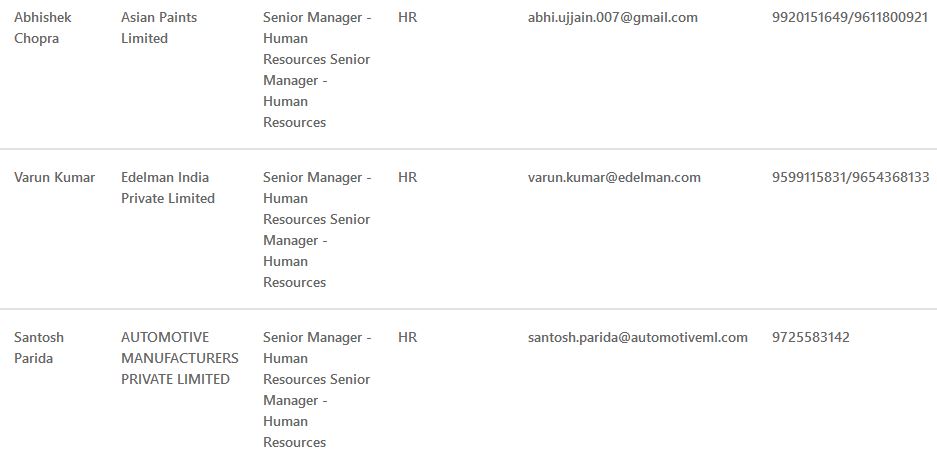 Abhishek Chopra
Asian Paints Limited
Senior Manager - Human Resources Senior Manager - Human Resources
HR
abhi.ujjain.007@gmail.com
9920151649/9611800921
Varun Kumar
Edelman India Private Limited
Senior Manager - Human Resources Senior Manager - Human Resources
HR
varun.kumar@edelman.com
9599115831/9654368133
Santosh Parida
AUTOMOTIVE MANUFACTURERS PRIVATE LIMITED
Senior Manager - Human Resources Senior Manager - Human Resources
HR
santosh.parida@automotiveml.com
9725583142